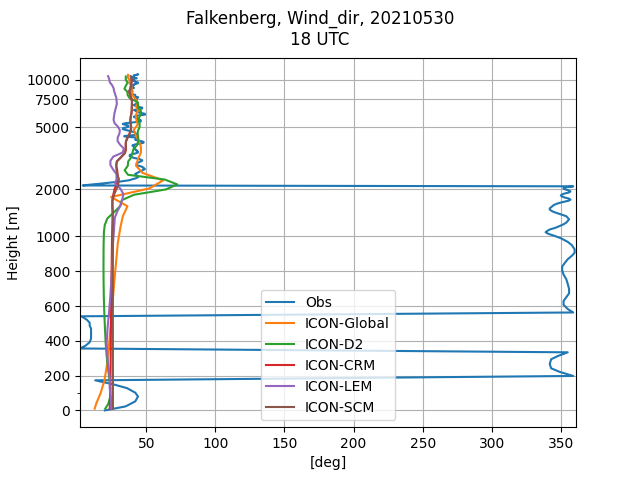 Falkenberg, Wind_dir, 20210530
18 UTC
10000
7500
5000
2000
1000
800
600
400
200
0
Height [m]
Obs
ICON-Global
ICON-D2
ICON-CRM
ICON-LEM
ICON-SCM
50 100 150 200 250 300 350
[deg]